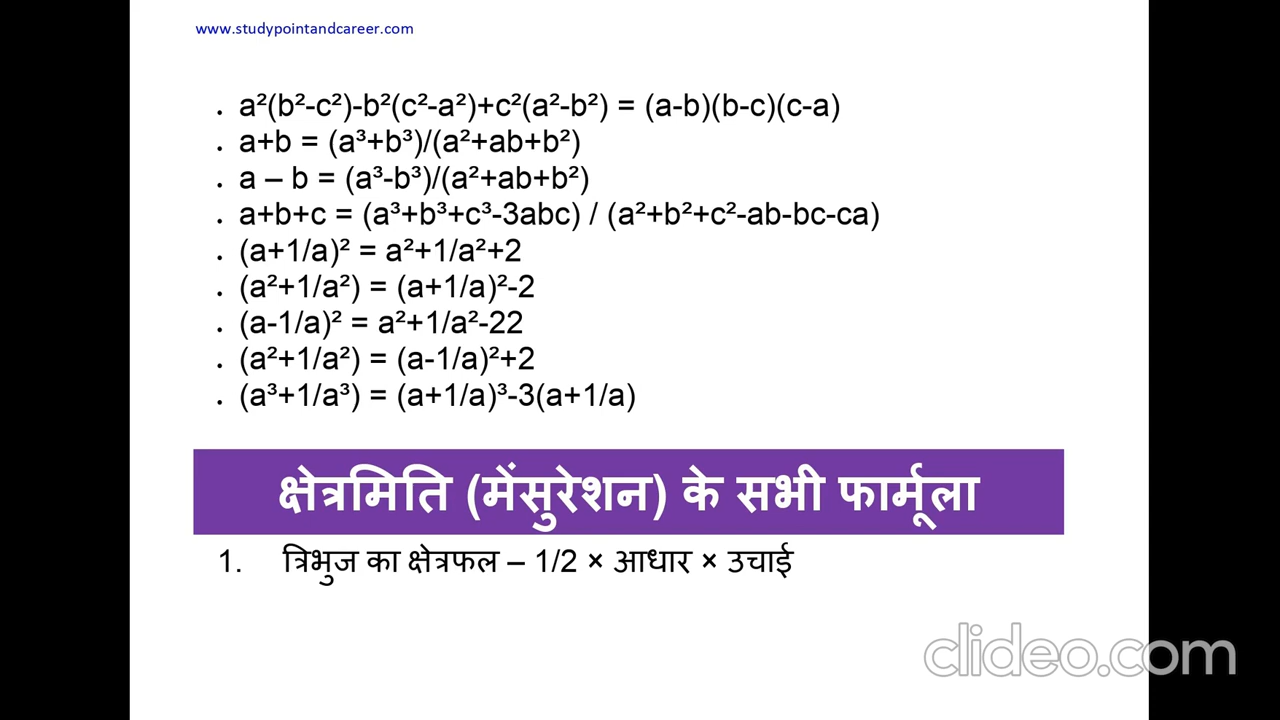 www.studypointandcareer.com
• a²(b²-c²)-b²(c²-a²)+c²(a²-b²) = (a-b)(b-c)(c-a)
• a+b = (a³+b³)/(a²+ab+b²)
• a – b = (a³-b³)/(a²+ab+b²)
• a+b+c = (a³+b³+c³-3abc) / (a²+b²+c²-ab-bc-ca)
• (a+1/a)² = a²+1/a²+2
• (a²+1/a²) = (a+1/a)²-2
• (a-1/a)² = a²+1/a²-22
• (a²+1/a²) = (a-1/a)²+2
• (a³+1/a³) = (a+1/a)³-3(a+1/a)
क्षेत्रमिति (मेंसुरेशन) के सभी फार्मूला
1. त्रिभुज का क्षेत्रफल – 1/2 × आधार × उचाई
clideo.com